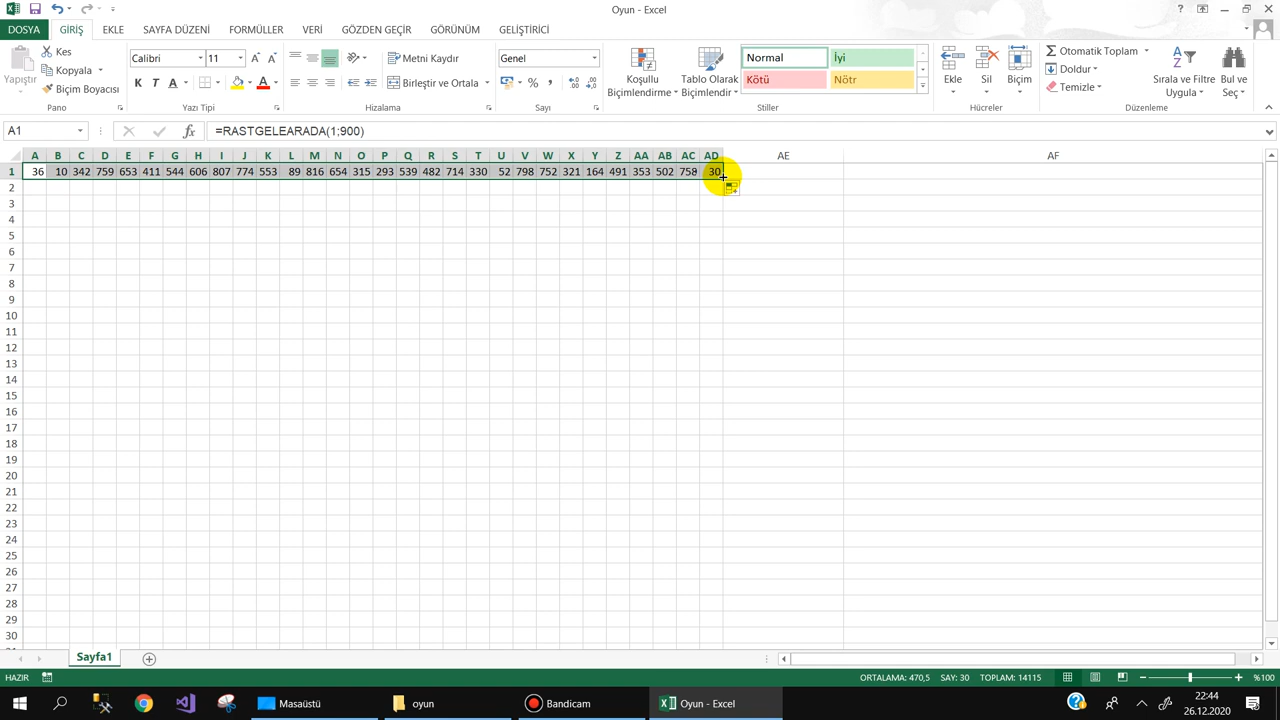 Oyun - Excel
DOSYA GİRİŞ EKLE SAYFA DÜZENİ FORMÜLLER VERİ GÖZDEN GEÇİR GÖRÜNÜM GELİŞTİRİCİ
Yapıştır
Kes
Kopyala
Biçim Boyacısı
Pano
Calibri 11
K T A
Yazı Tipi
Metni Kaydır
Birleştir ve Ortala
Hizalama
Genel
%
Sayı
Koşullu Biçimlendirme
Tablo Olarak Biçimlendir
Normal İyi
Kötü Nötr
Stiller
Ekle Sil Biçim
Hücreler
Σ Otomatik Toplam
Doldur
Temizle
Sırala ve Filtre Uygula
Bul ve Seç
Düzenleme
A1 fx =RASTGELEARADA(1;900)
A B C D E F G H I J K L M N O P Q R S T U V W X Y Z AA AB AC AD AE AF
1 36 10 342 759 653 411 544 606 807 774 553 89 816 654 315 293 539 482 714 330 52 798 752 321 164 491 353 502 758 30
2
3
4
5
6
7
8
9
10
11
12
13
14
15
16
17
18
19
20
21
22
23
24
25
26
27
28
29
30
Sayfa1
HAZIR ORTALAMA: 470,5 SAY: 30 TOPLAM: 14115 %100
Masaüstü oyun Bandicam Oyun - Excel 22:44
26.12.2020